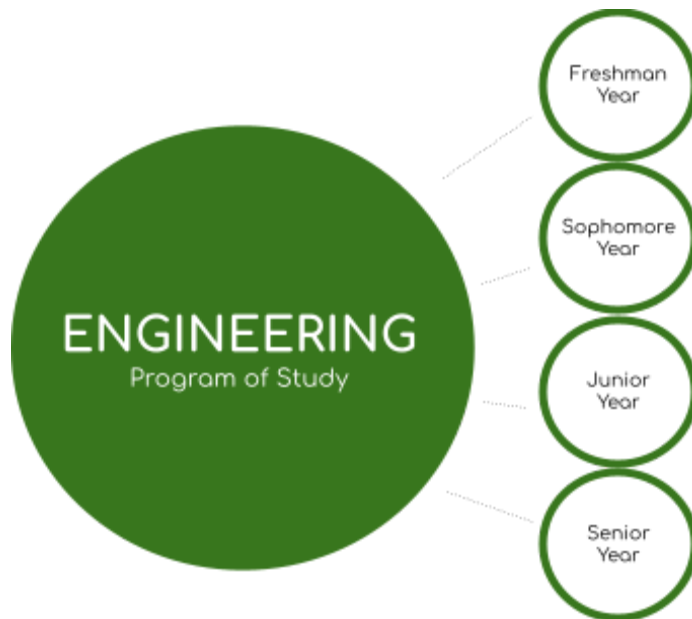 ENGINEERING
Program of Study
Freshman
Year
Sophomore
Year
Junior
Year
Senior
Year